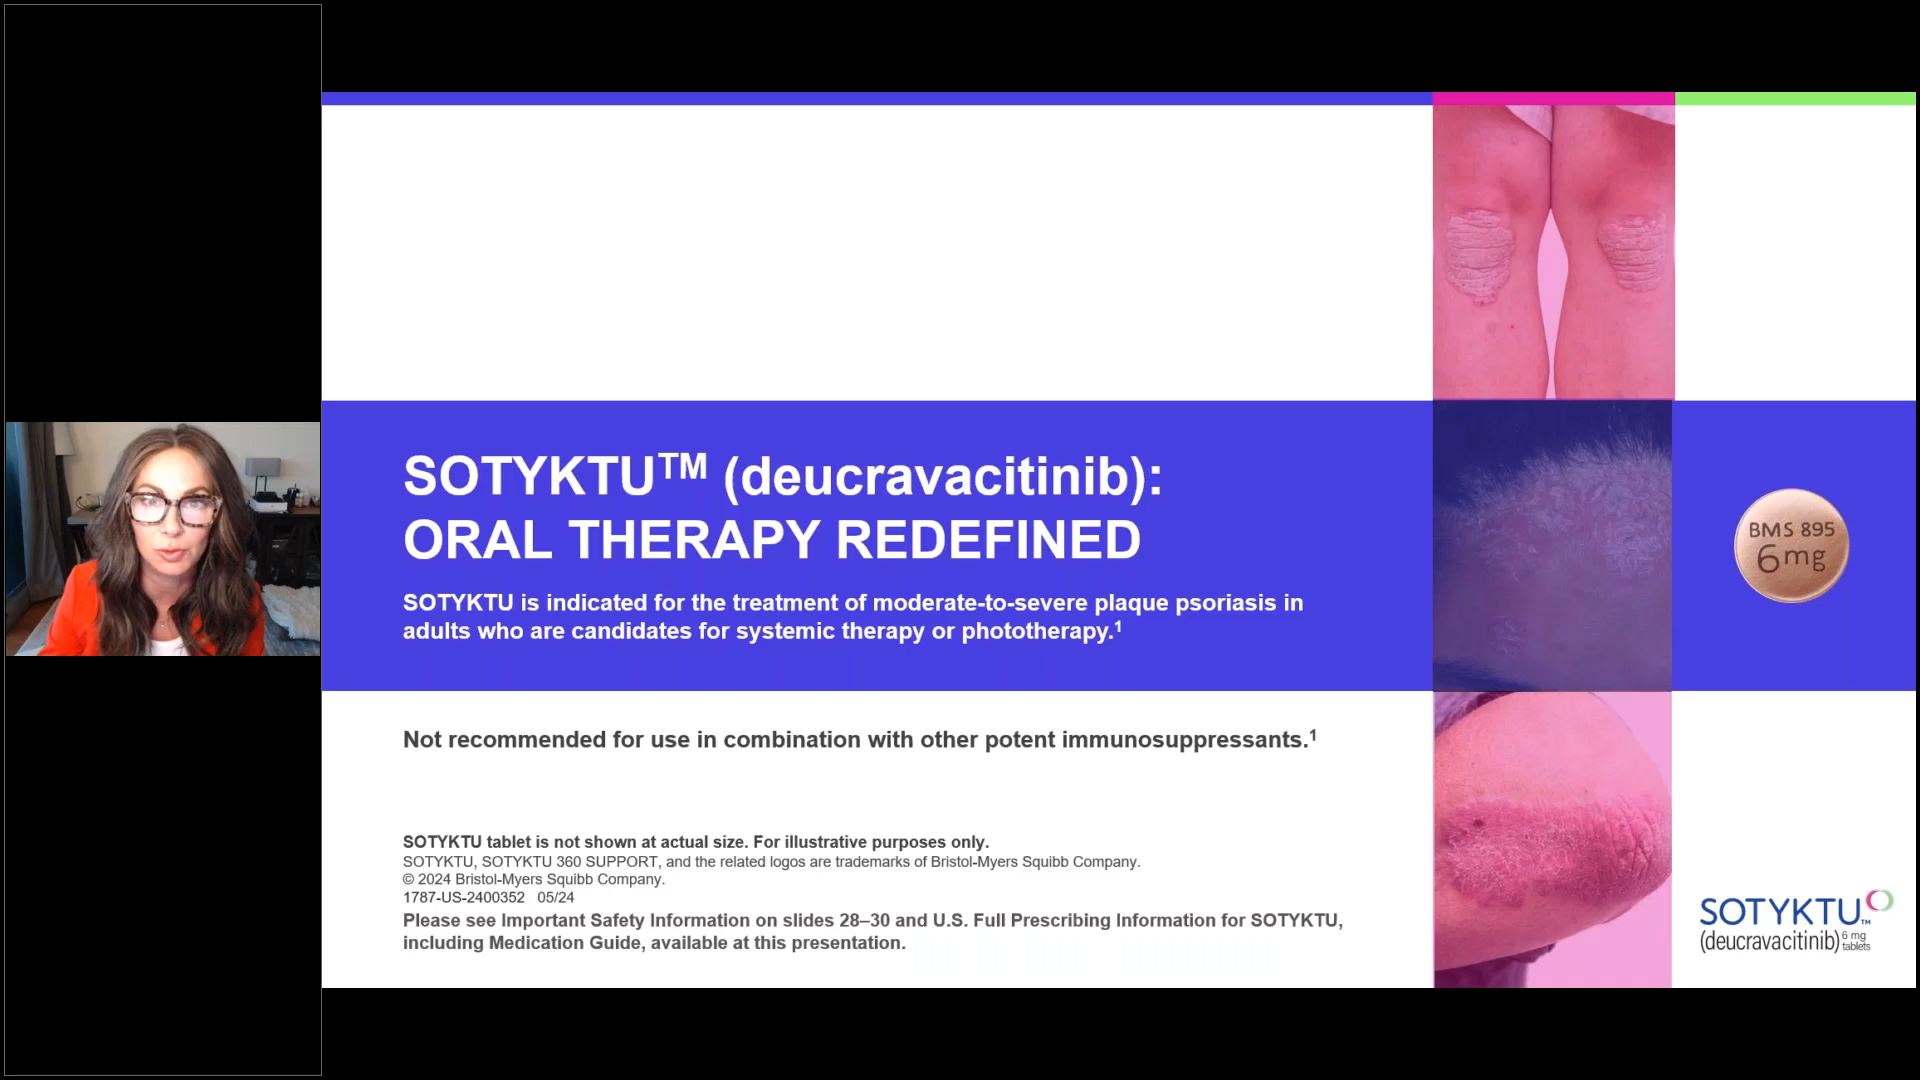 SOTYKTU™ (deucravacitinib):
ORAL THERAPY REDEFINED
SOTYKTU is indicated for the treatment of moderate-to-severe plaque psoriasis in
adults who are candidates for systemic therapy or phototherapy.¹
BMS 895
6mg
Not recommended for use in combination with other potent immunosuppressants.¹
SOTYKTU tablet is not shown at actual size. For illustrative purposes only.
SOTYKTU, SOTYKTU 360 SUPPORT, and the related logos are trademarks of Bristol-Myers Squibb Company.
© 2024 Bristol-Myers Squibb Company.
1787-US-2400352 05/24
Please see Important Safety Information on slides 28–30 and U.S. Full Prescribing Information for SOTYKTU,
including Medication Guide, available at this presentation.
SOTYKTU™
(deucravacitinib) 6 mg
tablets